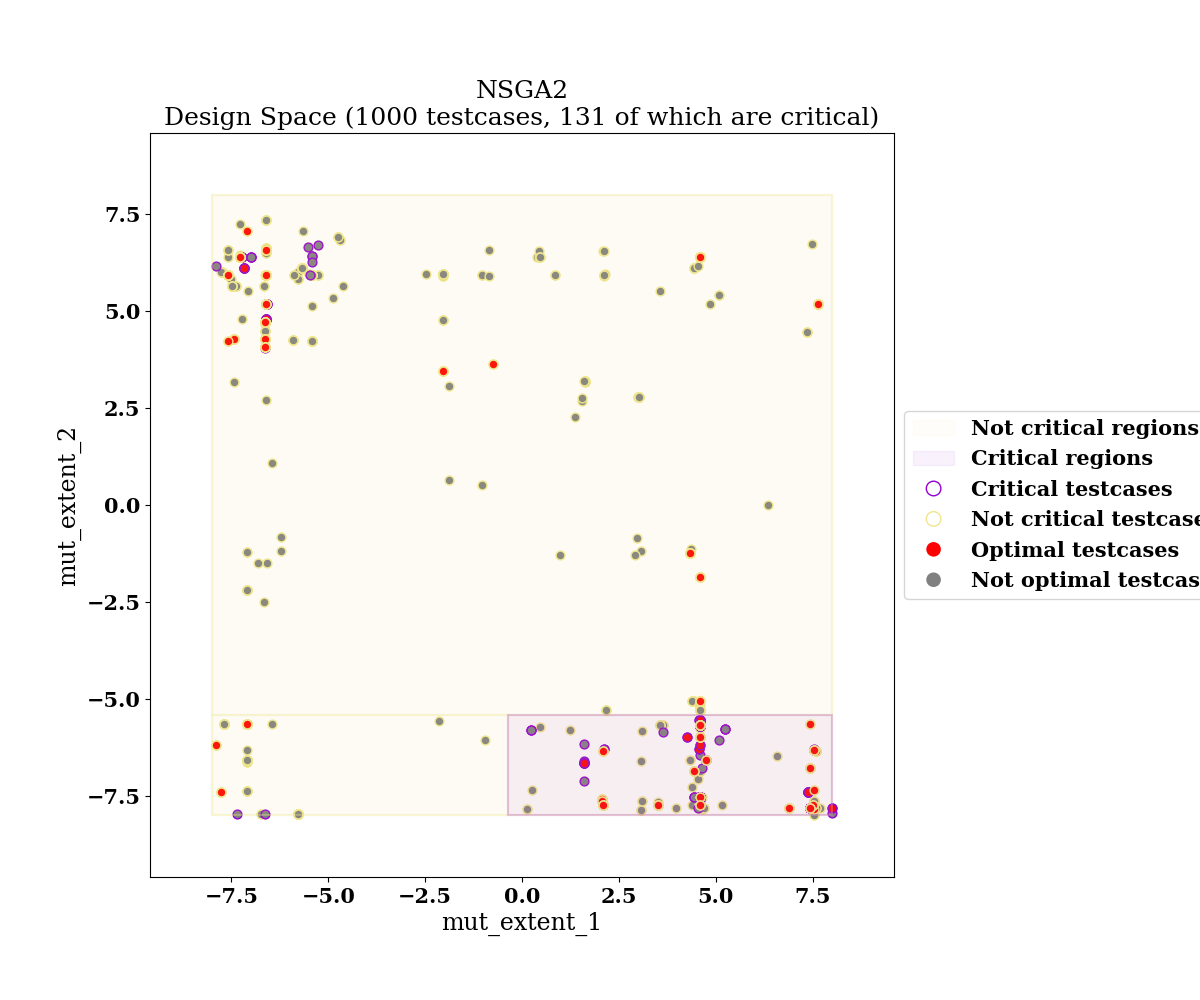 NSGA2
Design Space (1000 testcases, 131 of which are critical)
mut_extent_2
7.5
5.0
2.5
0.0
−2.5
−5.0
−7.5
−7.5 −5.0 −2.5 0.0 2.5 5.0 7.5
mut_extent_1
Not critical regions
Critical regions
Critical testcases
Not critical testcase
Optimal testcases
Not optimal testcas